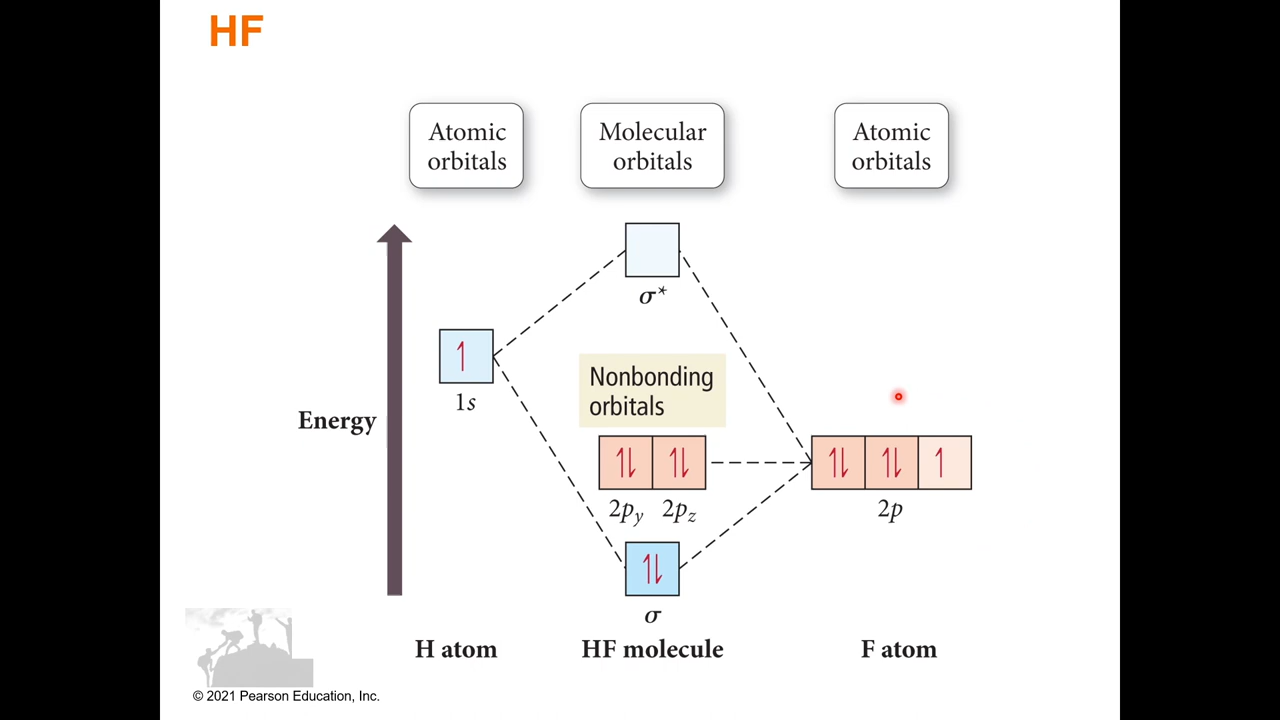 HF
Atomic
orbitals
Molecular
orbitals
Atomic
orbitals
σ*
↿
1s
Nonbonding
orbitals
Energy
↿⇂ ↿⇂
2py 2pz
↿⇂ ↿⇂ ↿
2p
↿⇂
σ
H atom
HF molecule
F atom
© 2021 Pearson Education, Inc.